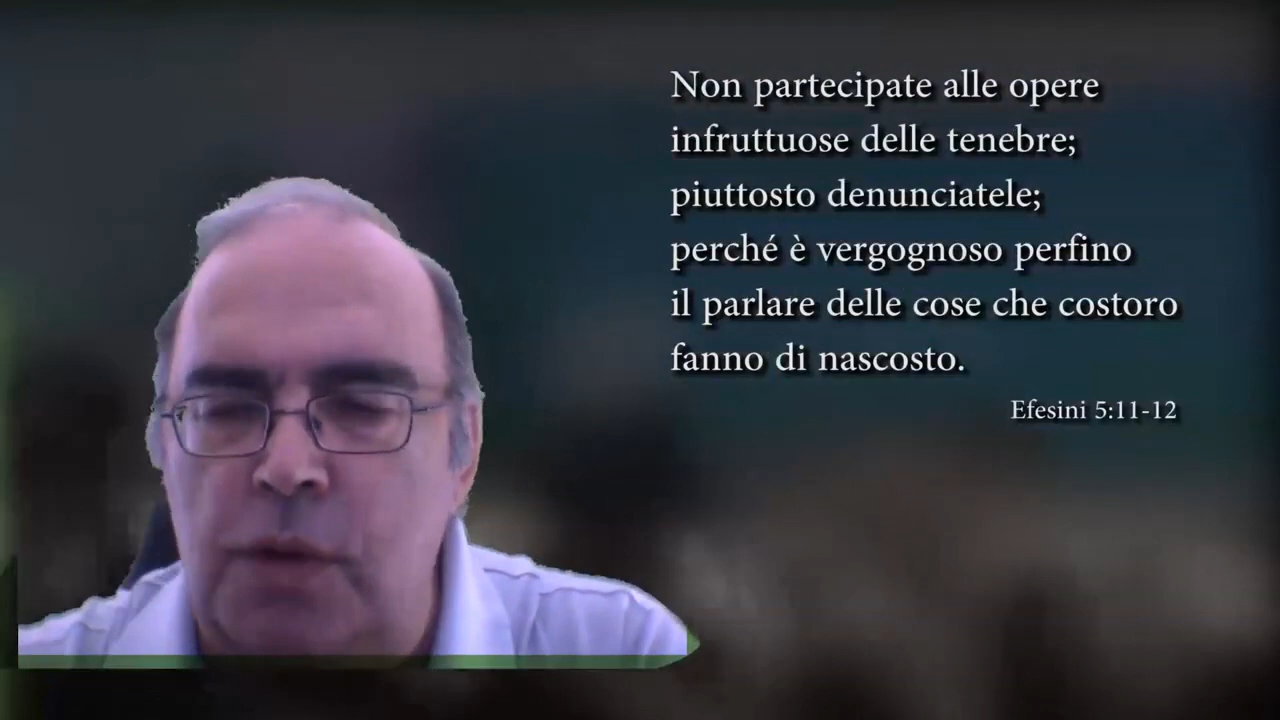 Non partecipate alle opere
infruttuose delle tenebre;
piuttosto denunciatele;
perché è vergognoso perfino
il parlare delle cose che costoro
fanno di nascosto.
Efesini 5:11-12